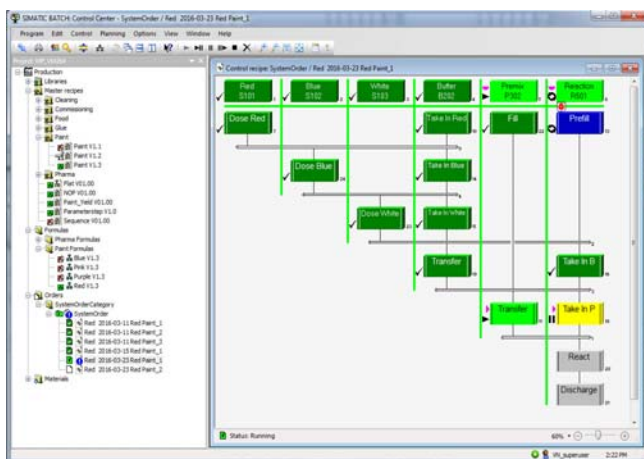 SIMATIC BATCH: Control Center - SystemOrder / Red 2016-03-23 Red Paint_1
Program Edit Control Planning Options View Window Help
Production
Libraries
Master recipes
Cleaning
Commissioning
Food
Glue
Paint
Paint V1.1
Paint V1.2
Paint V1.3
Pharma
Flat V01.00
NOP V01.00
Paint_Yield V01.00
Parameterstep V1.0
Sequence V01.00
Formulas
Pharma Formulas
Paint Formulas
Blue V1.3
Pink V1.3
Purple V1.3
Red V1.3
Orders
SystemOrderCategory
SystemOrder
Red 2016-03-11 Red Paint_1
Red 2016-03-11 Red Paint_2
Red 2016-03-11 Red Paint_3
Red 2016-03-15 Red Paint_1
Red 2016-03-23 Red Paint_1
Red 2016-03-23 Red Paint_2
Materials
Control recipe: SystemOrder / Red 2016-03-23 Red Paint_1
Red S101
Blue S102
White S103
Buffer B202
Premix P302
Reaction R501
Dose Red
Take In Red
Fill
Prefill
Dose Blue
Take In Blue
Dose White
Take In White
Transfer
Take In B
Transfer
Take In P
React
Discharge
Status: Running
60%
VN_superuser 2:22 PM